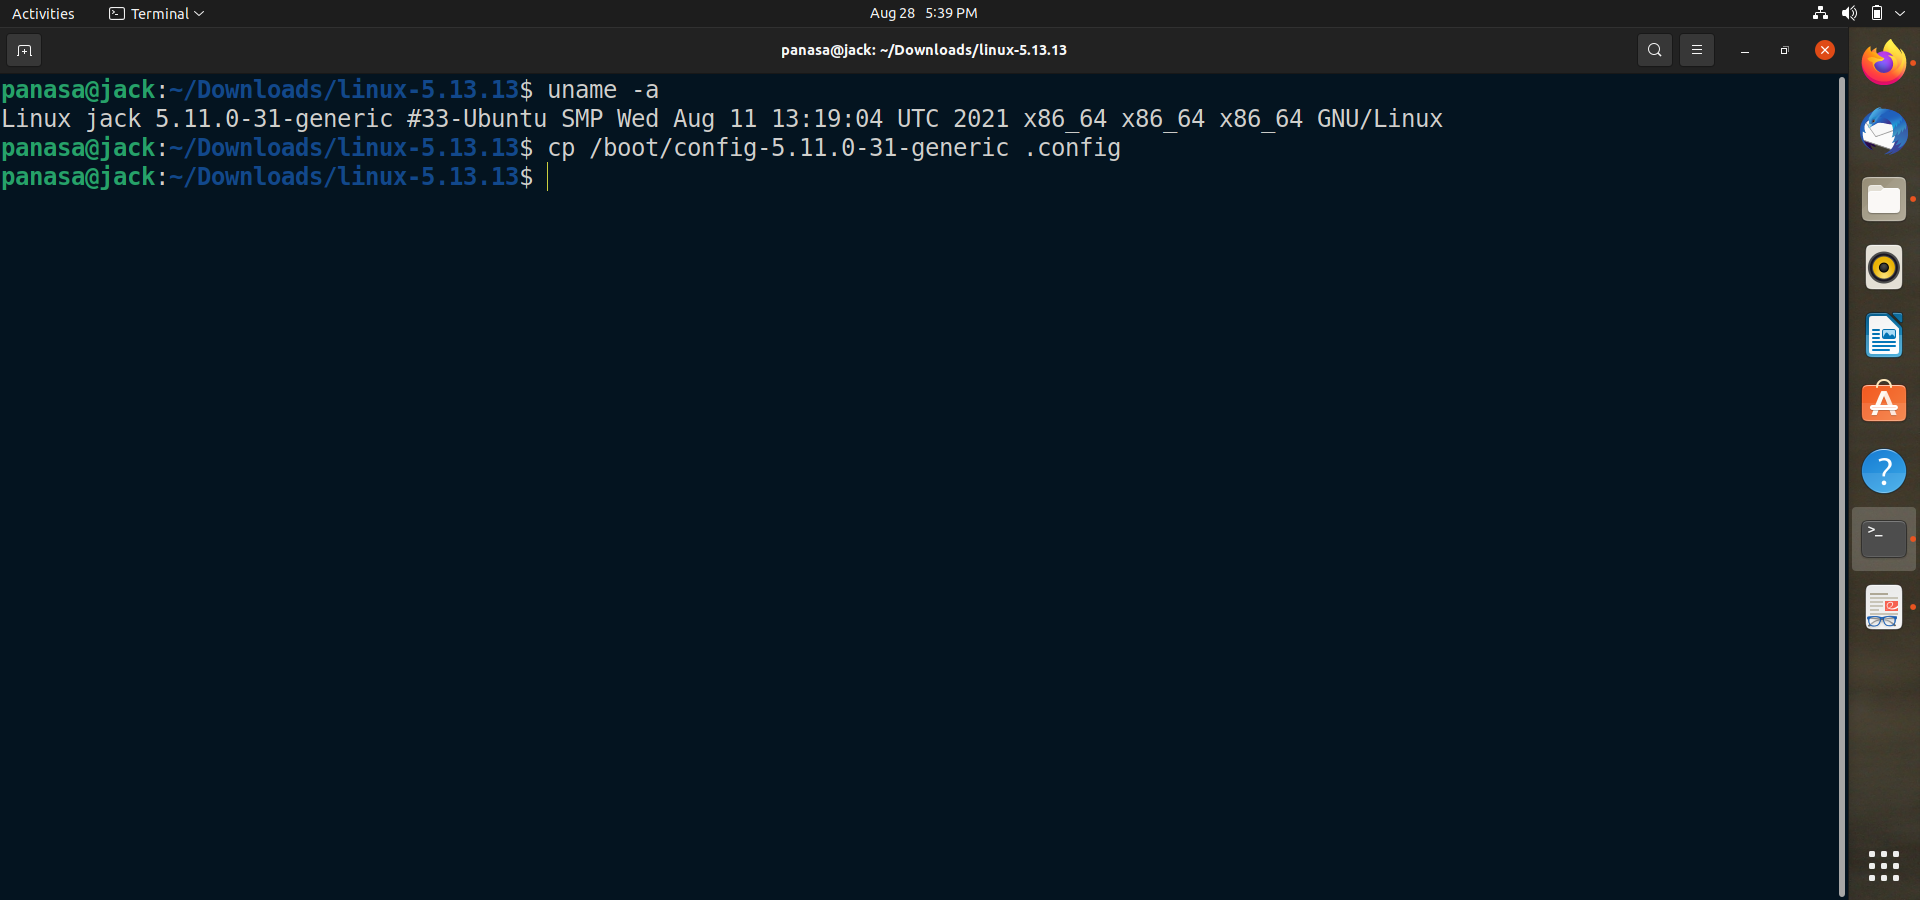 Activities Terminal Aug 28 5:39 PM
panasa@jack: ~/Downloads/linux-5.13.13
panasa@jack:~/Downloads/linux-5.13.13$ uname -a
Linux jack 5.11.0-31-generic #33-Ubuntu SMP Wed Aug 11 13:19:04 UTC 2021 x86_64 x86_64 x86_64 GNU/Linux
panasa@jack:~/Downloads/linux-5.13.13$ cp /boot/config-5.11.0-31-generic .config
panasa@jack:~/Downloads/linux-5.13.13$